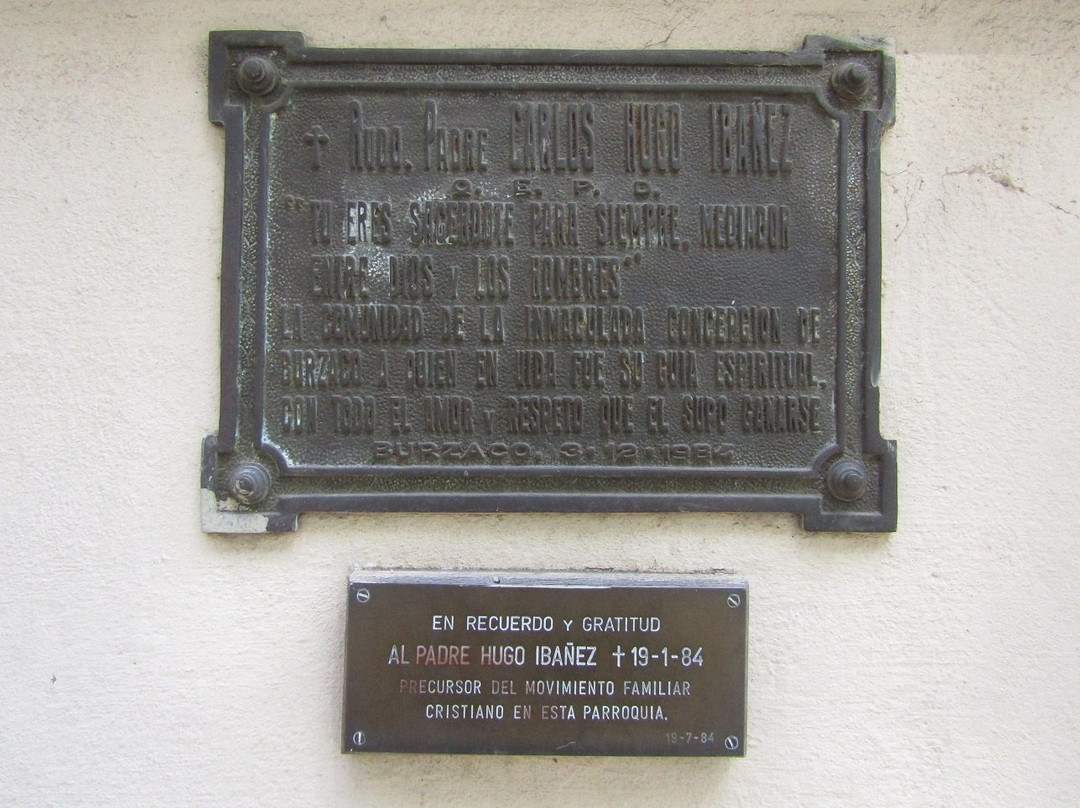 ✝ RVDO. PADRE CARLOS HUGO IBAÑEZ
Q. E. P. D.
"TU ERES SACERDOTE PARA SIEMPRE, MEDIADOR
ENTRE DIOS y LOS HOMBRES"
LA COMUNIDAD DE LA INMACULADA CONCEPCION DE
BURZACO A QUIEN EN VIDA FUE SU GUIA ESPIRITUAL,
CON TODO EL AMOR y RESPETO QUE EL SUPO GANARSE
BURZACO, 3-12-1984
EN RECUERDO Y GRATITUD
AL PADRE HUGO IBAÑEZ ✝ 19-1-84
PRECURSOR DEL MOVIMIENTO FAMILIAR
CRISTIANO EN ESTA PARROQUIA.
19-7-84